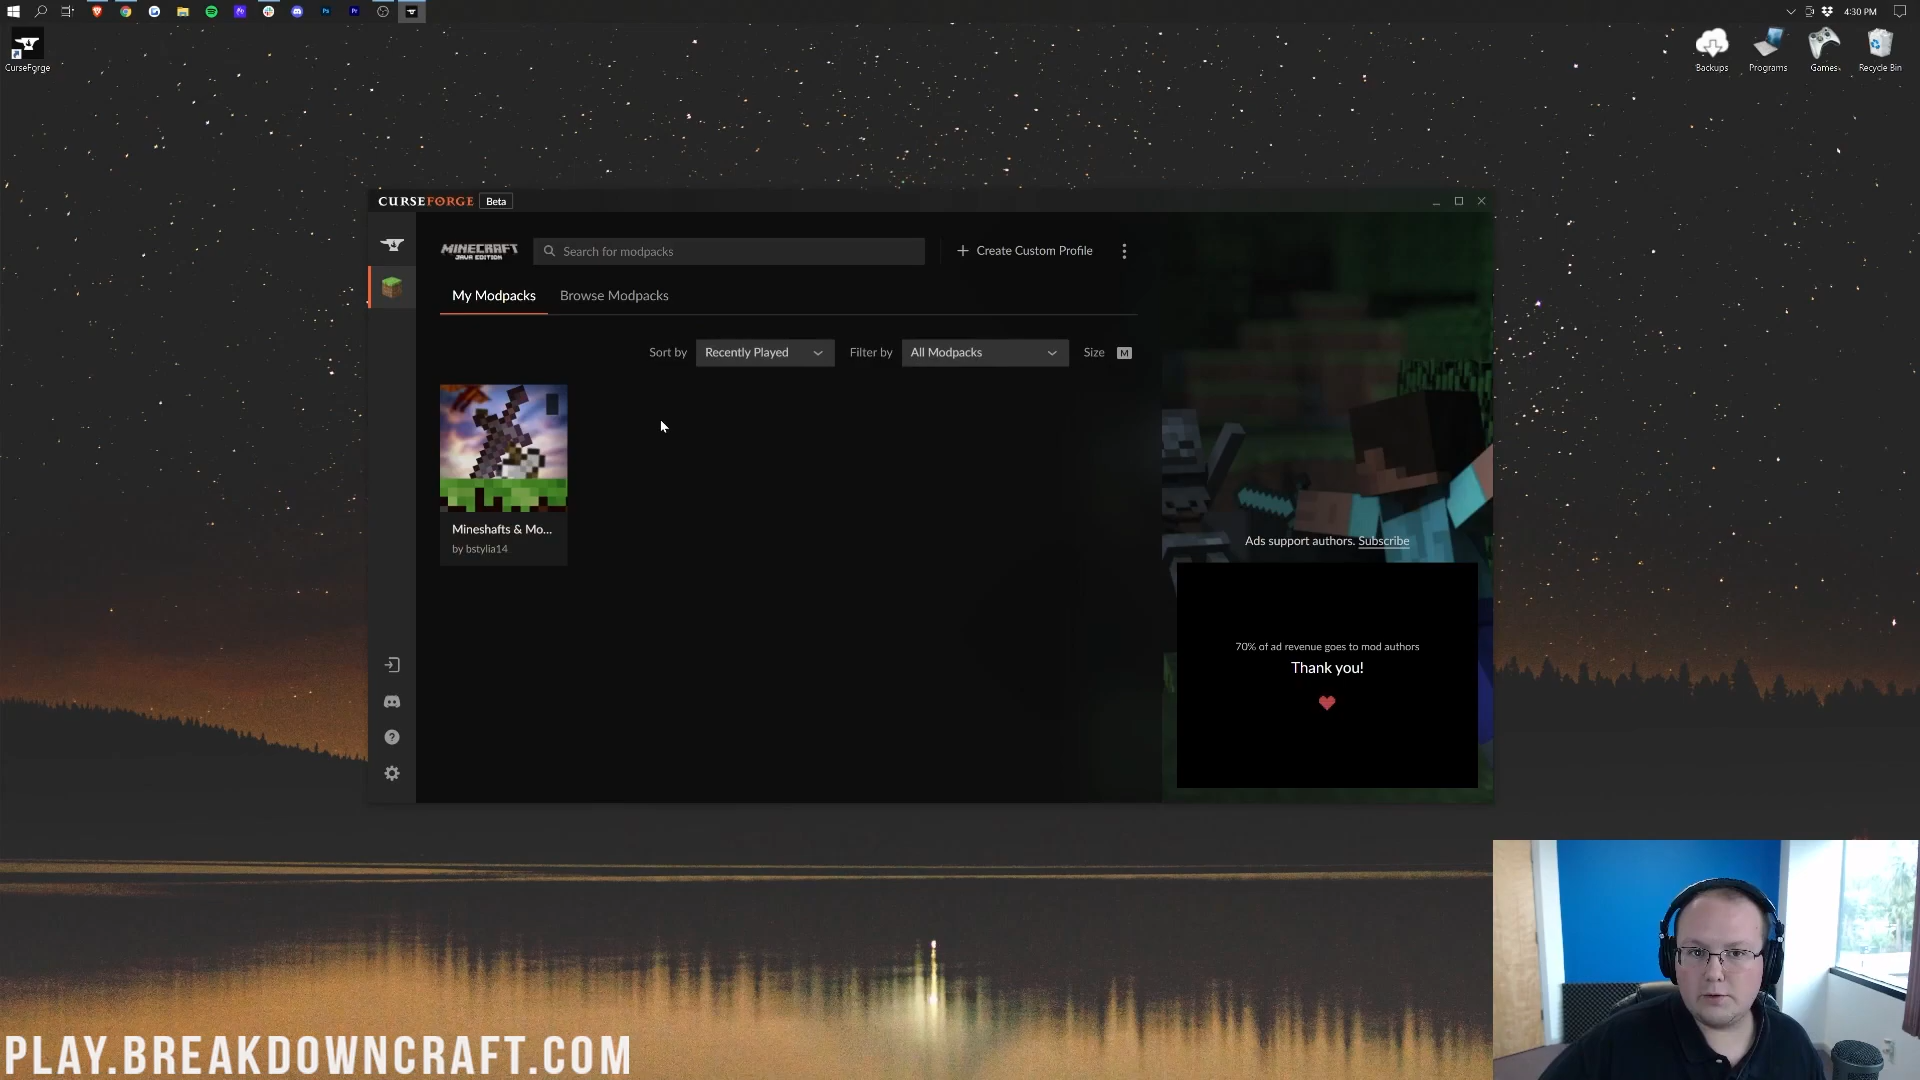 4:30 PM
CurseForge
Backups
Programs
Games
Recycle Bin
CURSEFORGE Beta
MINECRAFT
JAVA EDITION
Search for modpacks
Create Custom Profile
My Modpacks
Browse Modpacks
Sort by
Recently Played
Filter by
All Modpacks
Size
M
Mineshafts & Mo...
by bstylia14
Ads support authors. Subscribe
70% of ad revenue goes to mod authors
Thank you!
PLAY.BREAKDOWNCRAFT.COM